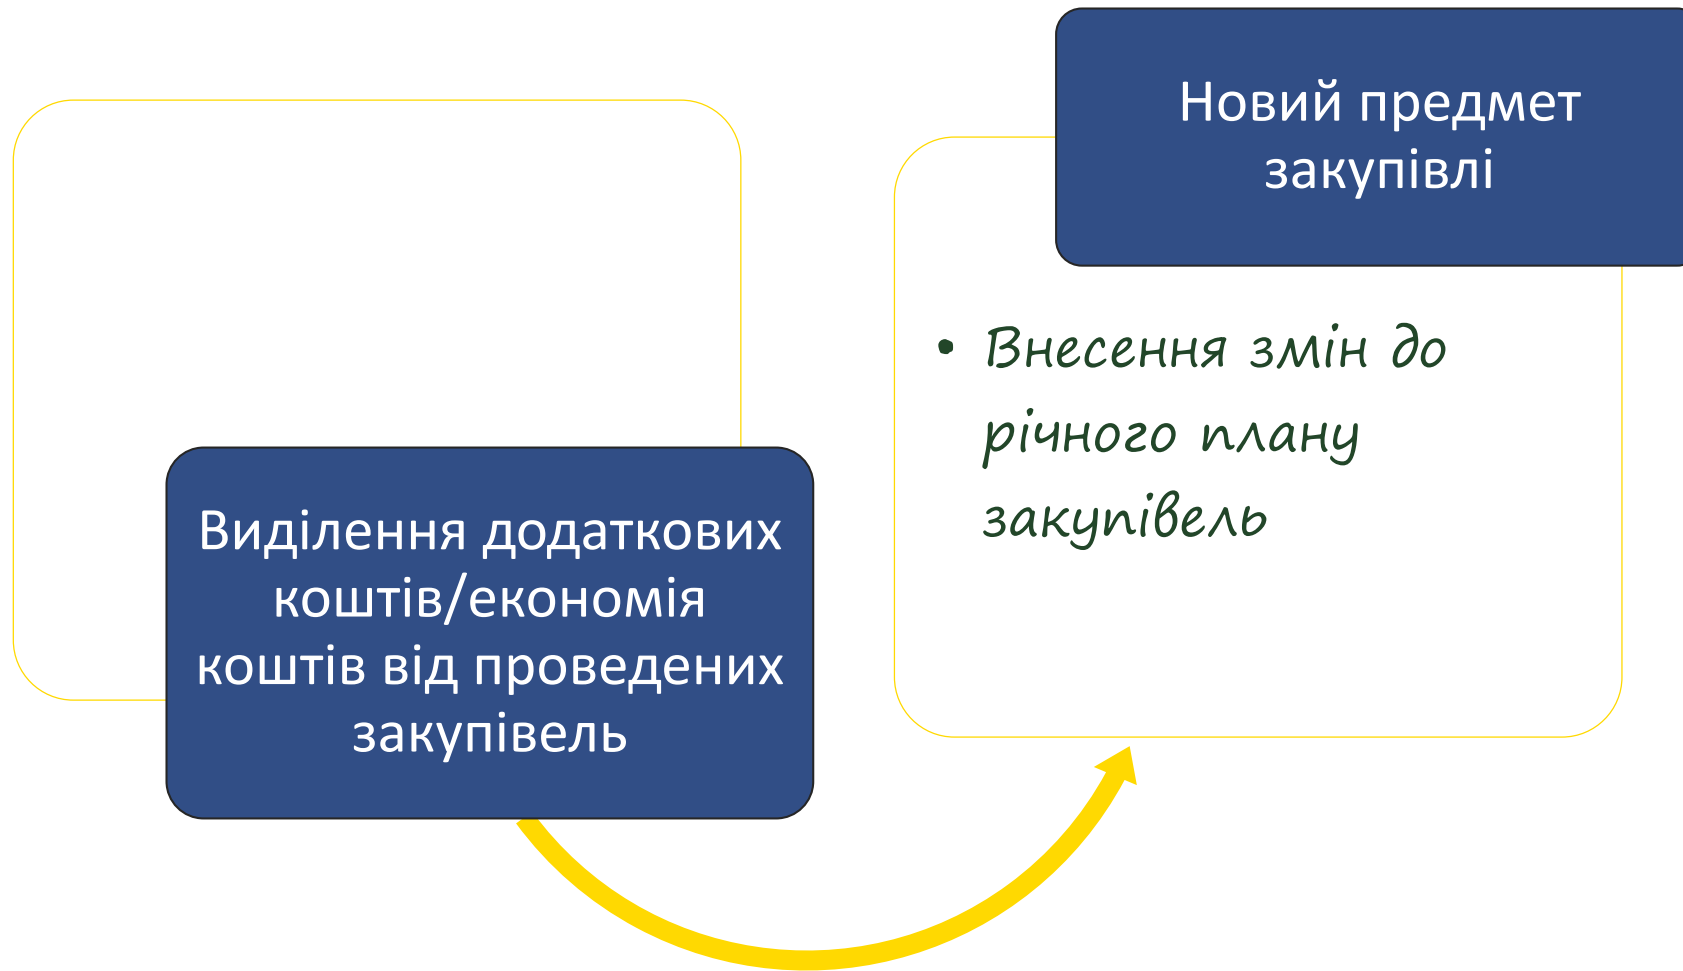 Виділення додаткових
коштів/економія
коштів від проведених
закупівель
Новий предмет
закупівлі
• Внесення змін до
річного плану
закупівель